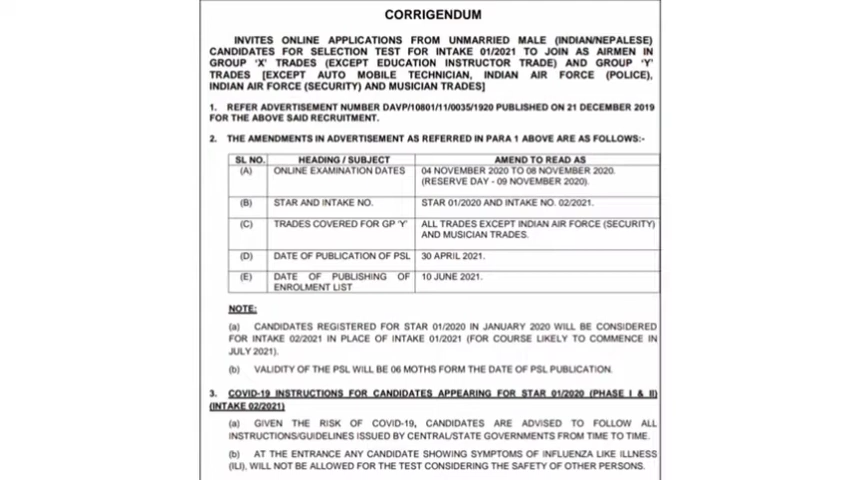 CORRIGENDUM
INVITES ONLINE APPLICATIONS FROM UNMARRIED MALE (INDIAN/NEPALESE)
CANDIDATES FOR SELECTION TEST FOR INTAKE 01/2021 TO JOIN AS AIRMEN IN
GROUP 'X' TRADES (EXCEPT EDUCATION INSTRUCTOR TRADE) AND GROUP 'Y'
TRADES [EXCEPT AUTO MOBILE TECHNICIAN, INDIAN AIR FORCE (POLICE),
INDIAN AIR FORCE (SECURITY) AND MUSICIAN TRADES]
1. REFER ADVERTISEMENT NUMBER DAVP/10801/11/0035/1920 PUBLISHED ON 21 DECEMBER 2019
FOR THE ABOVE SAID RECRUITMENT.
2. THE AMENDMENTS IN ADVERTISEMENT AS REFERRED IN PARA 1 ABOVE ARE AS FOLLOWS:-
SL NO. HEADING / SUBJECT AMEND TO READ AS
(A) ONLINE EXAMINATION DATES 04 NOVEMBER 2020 TO 08 NOVEMBER 2020.
(RESERVE DAY - 09 NOVEMBER 2020).
(B) STAR AND INTAKE NO. STAR 01/2020 AND INTAKE NO. 02/2021.
(C) TRADES COVERED FOR GP 'Y' ALL TRADES EXCEPT INDIAN AIR FORCE (SECURITY)
AND MUSICIAN TRADES.
(D) DATE OF PUBLICATION OF PSL 30 APRIL 2021.
(E) DATE OF PUBLISHING OF 10 JUNE 2021.
ENROLMENT LIST
NOTE:
(a) CANDIDATES REGISTERED FOR STAR 01/2020 IN JANUARY 2020 WILL BE CONSIDERED
FOR INTAKE 02/2021 IN PLACE OF INTAKE 01/2021 (FOR COURSE LIKELY TO COMMENCE IN
JULY 2021).
(b) VALIDITY OF THE PSL WILL BE 06 MOTHS FORM THE DATE OF PSL PUBLICATION.
3. COVID-19 INSTRUCTIONS FOR CANDIDATES APPEARING FOR STAR 01/2020 (PHASE I & II)
(INTAKE 02/2021)
(a) GIVEN THE RISK OF COVID-19, CANDIDATES ARE ADVISED TO FOLLOW ALL
INSTRUCTIONS/GUIDELINES ISSUED BY CENTRAL/STATE GOVERNMENTS FROM TIME TO TIME.
(b) AT THE ENTRANCE ANY CANDIDATE SHOWING SYMPTOMS OF INFLUENZA LIKE ILLNESS
(ILI), WILL NOT BE ALLOWED FOR THE TEST CONSIDERING THE SAFETY OF OTHER PERSONS.